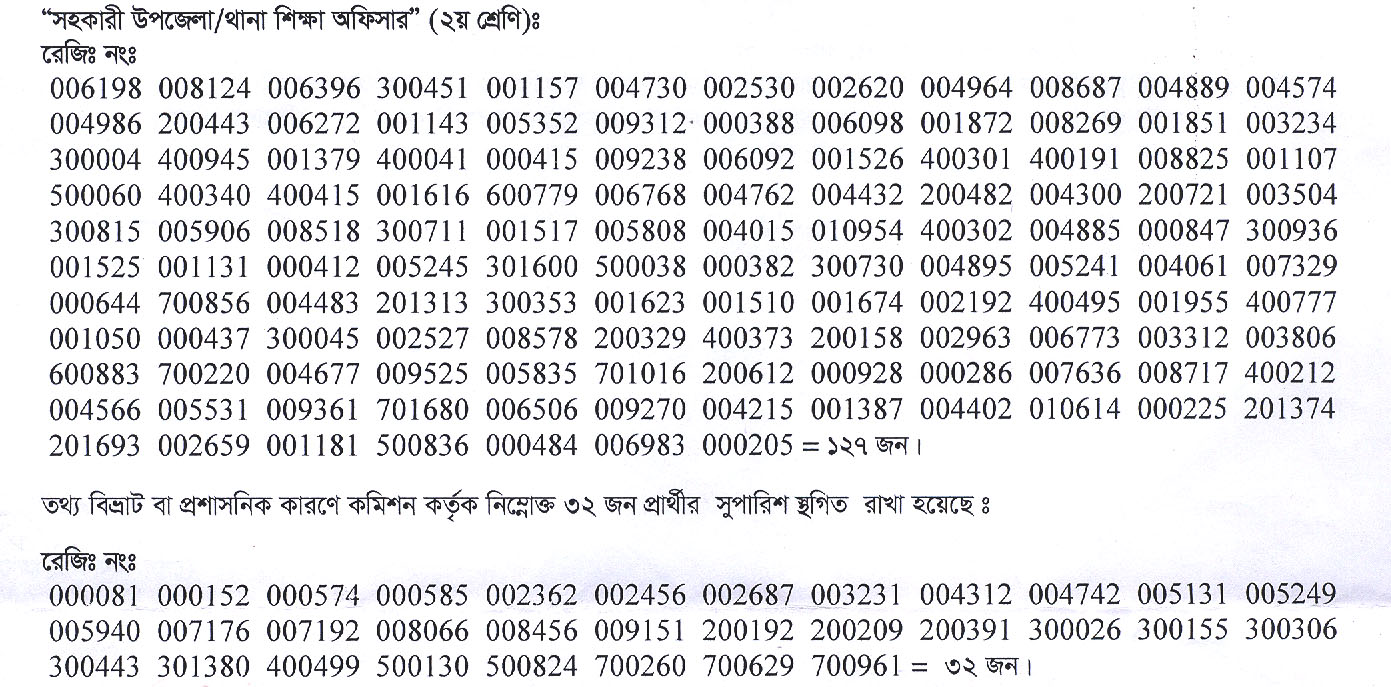 “সহকারী উপজেলা/থানা শিক্ষা অফিসার” (২য় শ্রেণি)ঃ
রেজিঃ নংঃ
006198 008124 006396 300451 001157 004730 002530 002620 004964 008687 004889 004574
004986 200443 006272 001143 005352 009312 000388 006098 001872 008269 001851 003234
300004 400945 001379 400041 000415 009238 006092 001526 400301 400191 008825 001107
500060 400340 400415 001616 600779 006768 004762 004432 200482 004300 200721 003504
300815 005906 008518 300711 001517 005808 004015 010954 400302 004885 000847 300936
001525 001131 000412 005245 301600 500038 000382 300730 004895 005241 004061 007329
000644 700856 004483 201313 300353 001623 001510 001674 002192 400495 001955 400777
001050 000437 300045 002527 008578 200329 400373 200158 002963 006773 003312 003806
600883 700220 004677 009525 005835 701016 200612 000928 000286 007636 008717 400212
004566 005531 009361 701680 006506 009270 004215 001387 004402 010614 000225 201374
201693 002659 001181 500836 000484 006983 000205 = ১২৭ জন।
তথ্য বিভ্রাট বা প্রশাসনিক কারণে কমিশন কর্তৃক নিম্নোক্ত ৩২ জন প্রার্থীর সুপারিশ স্থগিত রাখা হয়েছে ঃ
রেজিঃ নংঃ
000081 000152 000574 000585 002362 002456 002687 003231 004312 004742 005131 005249
005940 007176 007192 008066 008456 009151 200192 200209 200391 300026 300155 300306
300443 301380 400499 500130 500824 700260 700629 700961 = ৩২ জন।